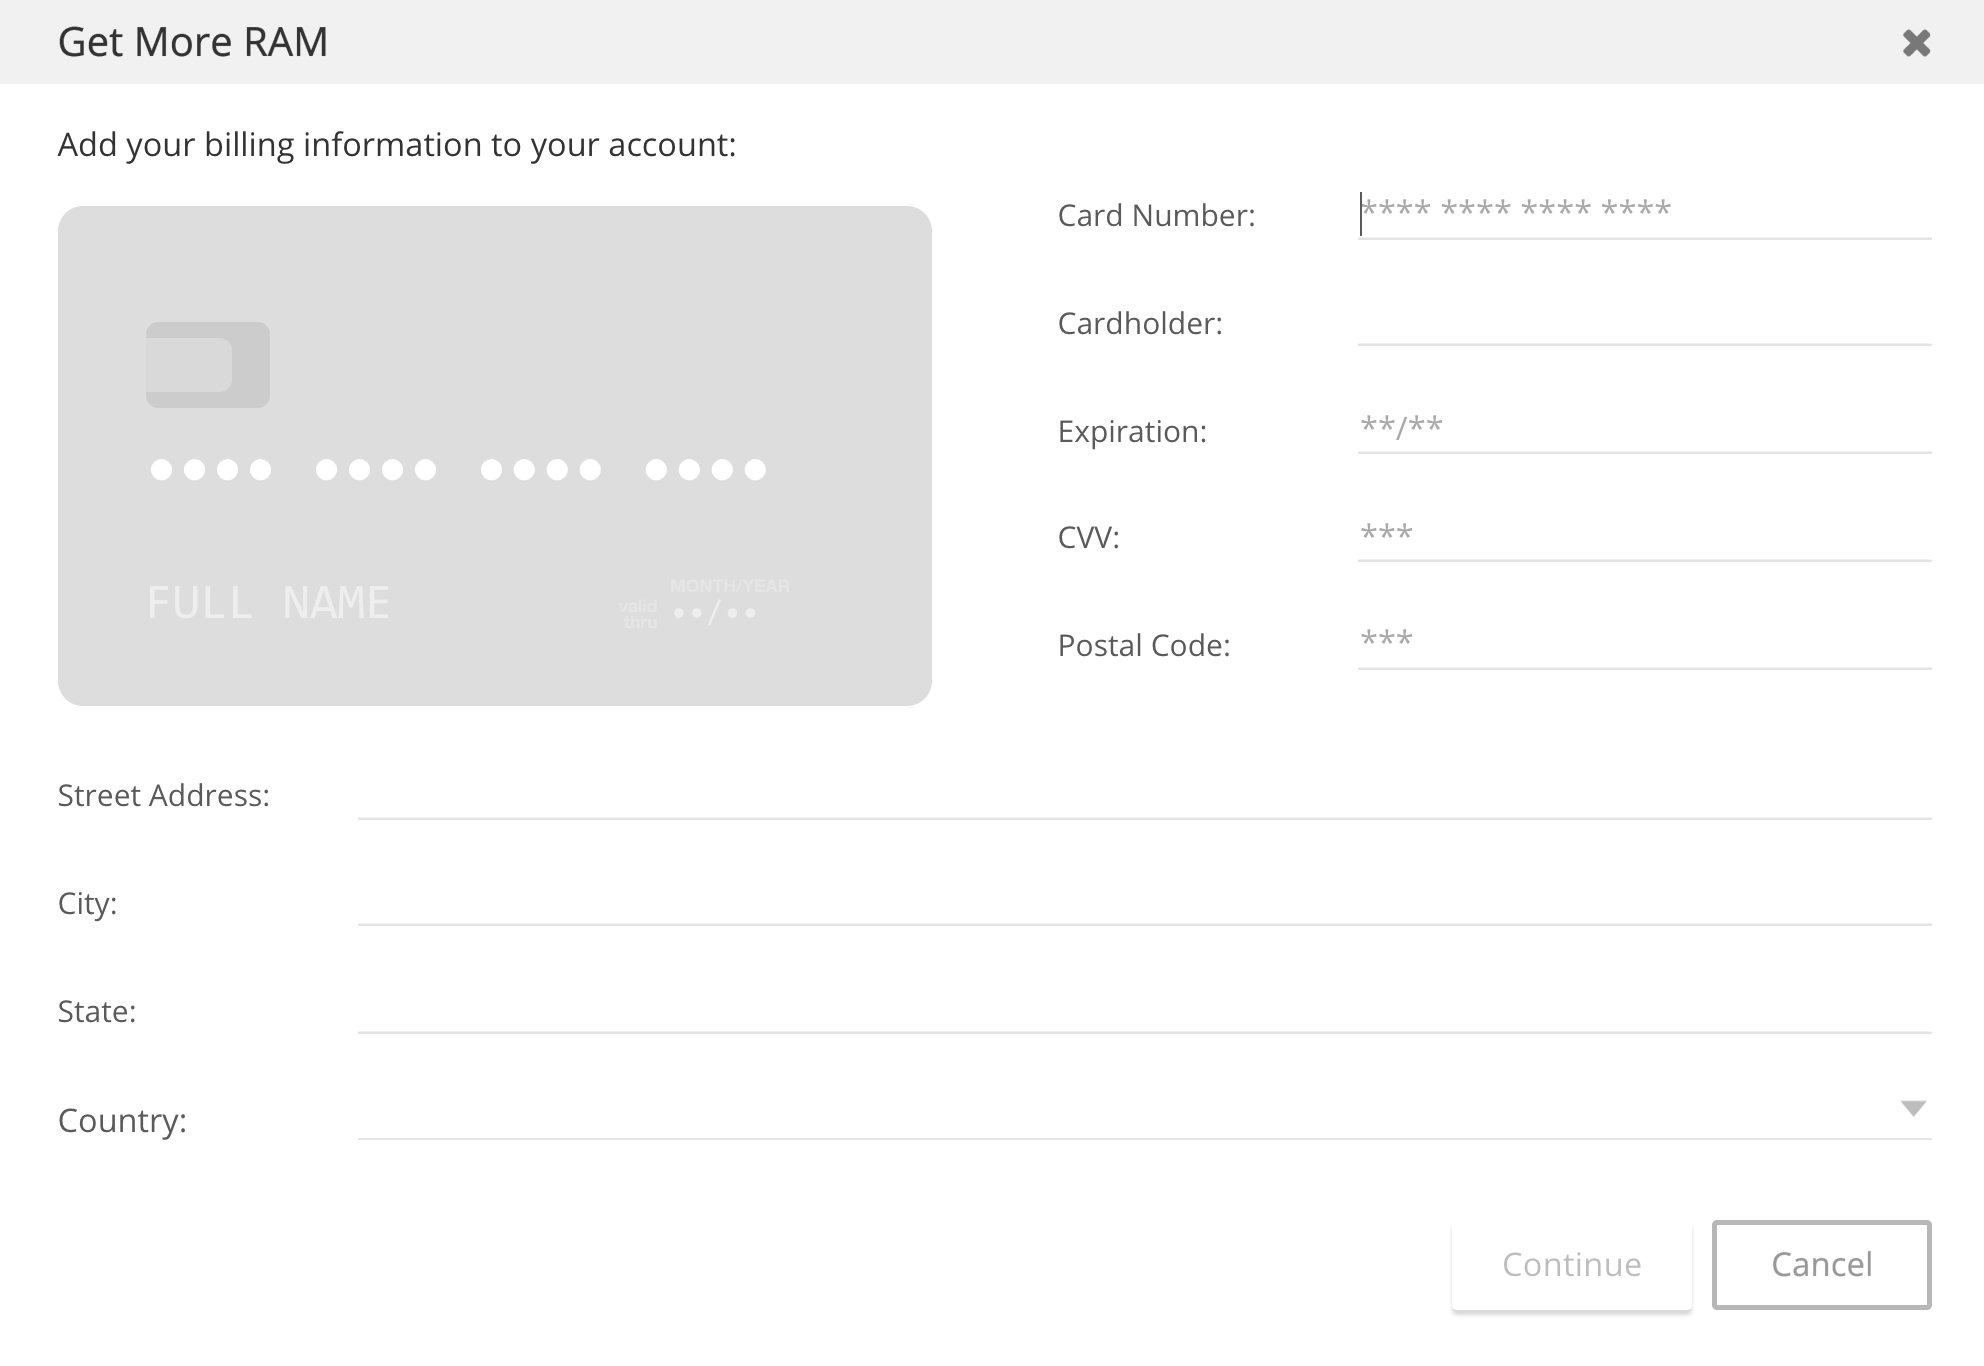 Get More RAM
Add your billing information to your account:
•••• •••• •••• ••••
FULL NAME
MONTH/YEAR
valid
thru
••/••
Card Number: **** **** **** ****
Cardholder:
Expiration: **/**
CVV: ***
Postal Code: ***
Street Address:
City:
State:
Country:
Continue Cancel